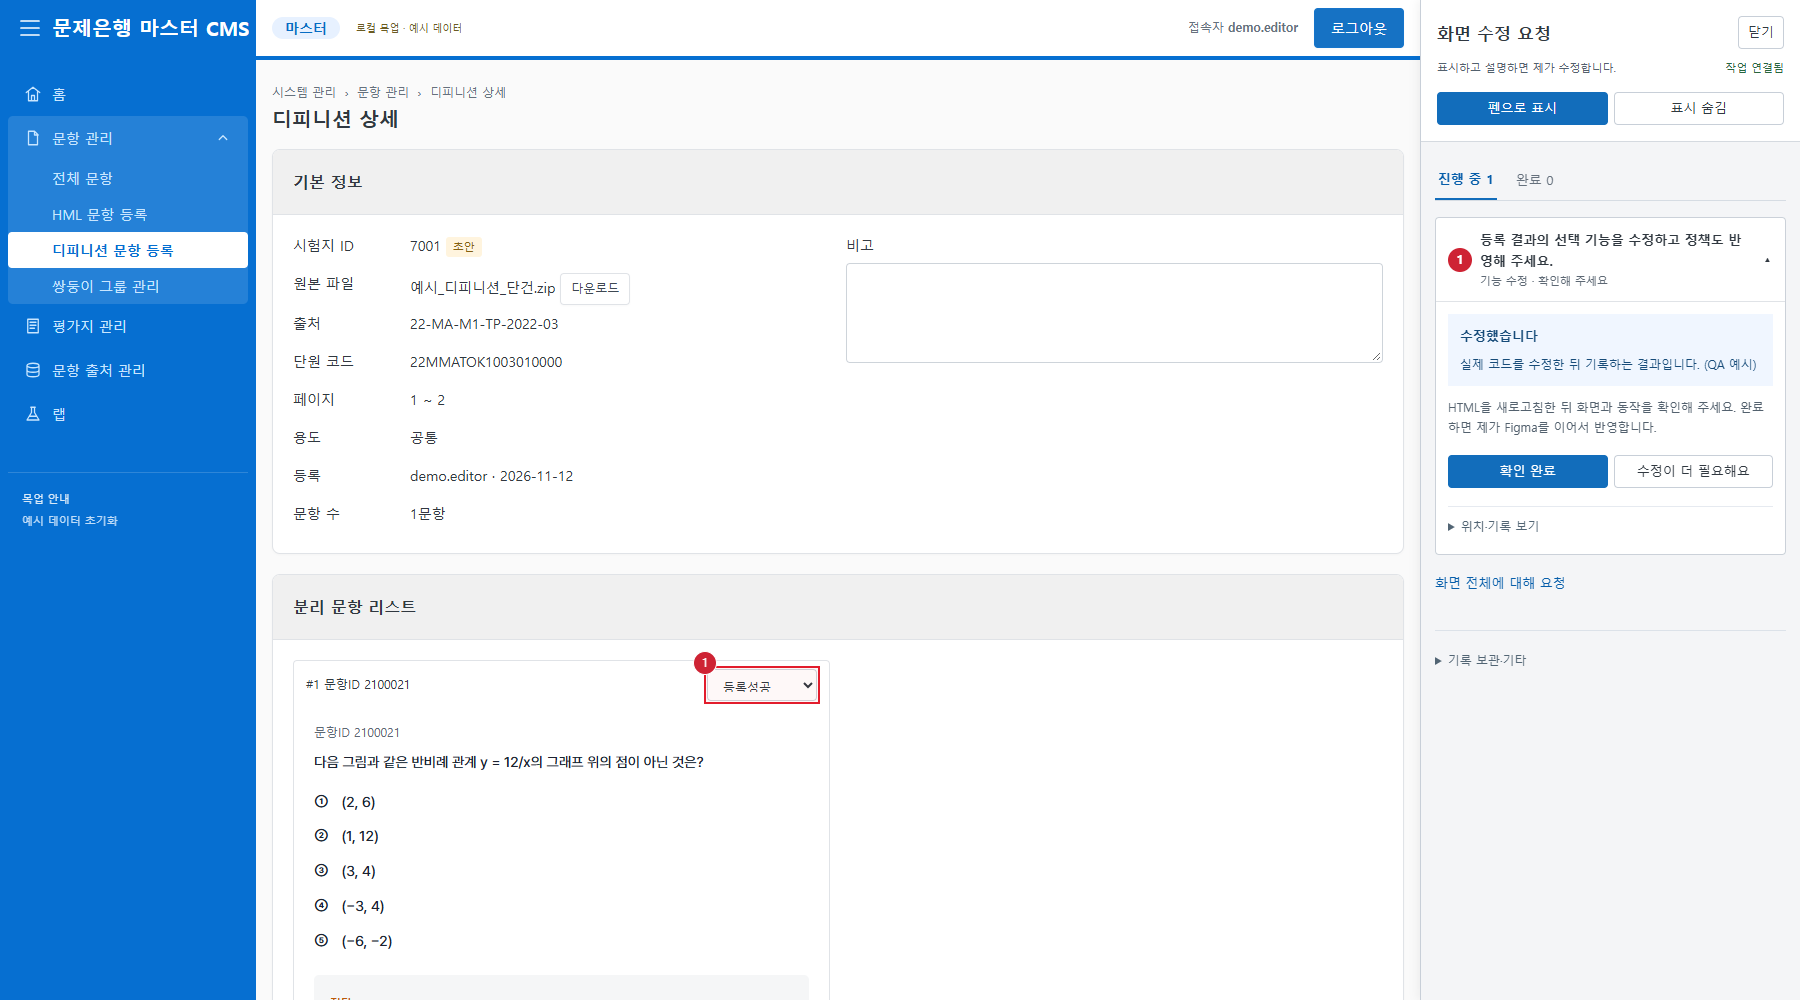 문제은행 마스터 CMS
홈
문항 관리
전체 문항
HML 문항 등록
디피니션 문항 등록
쌍둥이 그룹 관리
평가지 관리
문항 출처 관리
랩
목업 안내
예시 데이터 초기화
마스터
로컬 목업 · 예시 데이터
접속자 demo.editor
로그아웃
시스템 관리 › 문항 관리 › 디피니션 상세
디피니션 상세
기본 정보
시험지 ID
7001 초안
원본 파일
예시_디피니션_단건.zip 다운로드
출처
22-MA-M1-TP-2022-03
단원 코드
22MMATOK1003010000
페이지
1 ~ 2
용도
공통
등록
demo.editor · 2026-11-12
문항 수
1문항
비고
분리 문항 리스트
#1 문항ID 2100021
1
등록성공
문항ID 2100021
다음 그림과 같은 반비례 관계 y = 12/x의 그래프 위의 점이 아닌 것은?
① (2, 6)
② (1, 12)
③ (3, 4)
④ (−3, 4)
⑤ (−6, −2)
화면 수정 요청
닫기
표시하고 설명하면 제가 수정합니다.
작업 연결됨
펜으로 표시
표시 숨김
진행 중 1
완료 0
1
등록 결과의 선택 기능을 수정하고 정책도 반
영해 주세요.
기능 수정 · 확인해 주세요
수정했습니다
실제 코드를 수정한 뒤 기록하는 결과입니다. (QA 예시)
HTML을 새로고침한 뒤 화면과 동작을 확인해 주세요. 완료
하면 제가 Figma를 이어서 반영합니다.
확인 완료
수정이 더 필요해요
위치·기록 보기
화면 전체에 대해 요청
기록 보관·기타